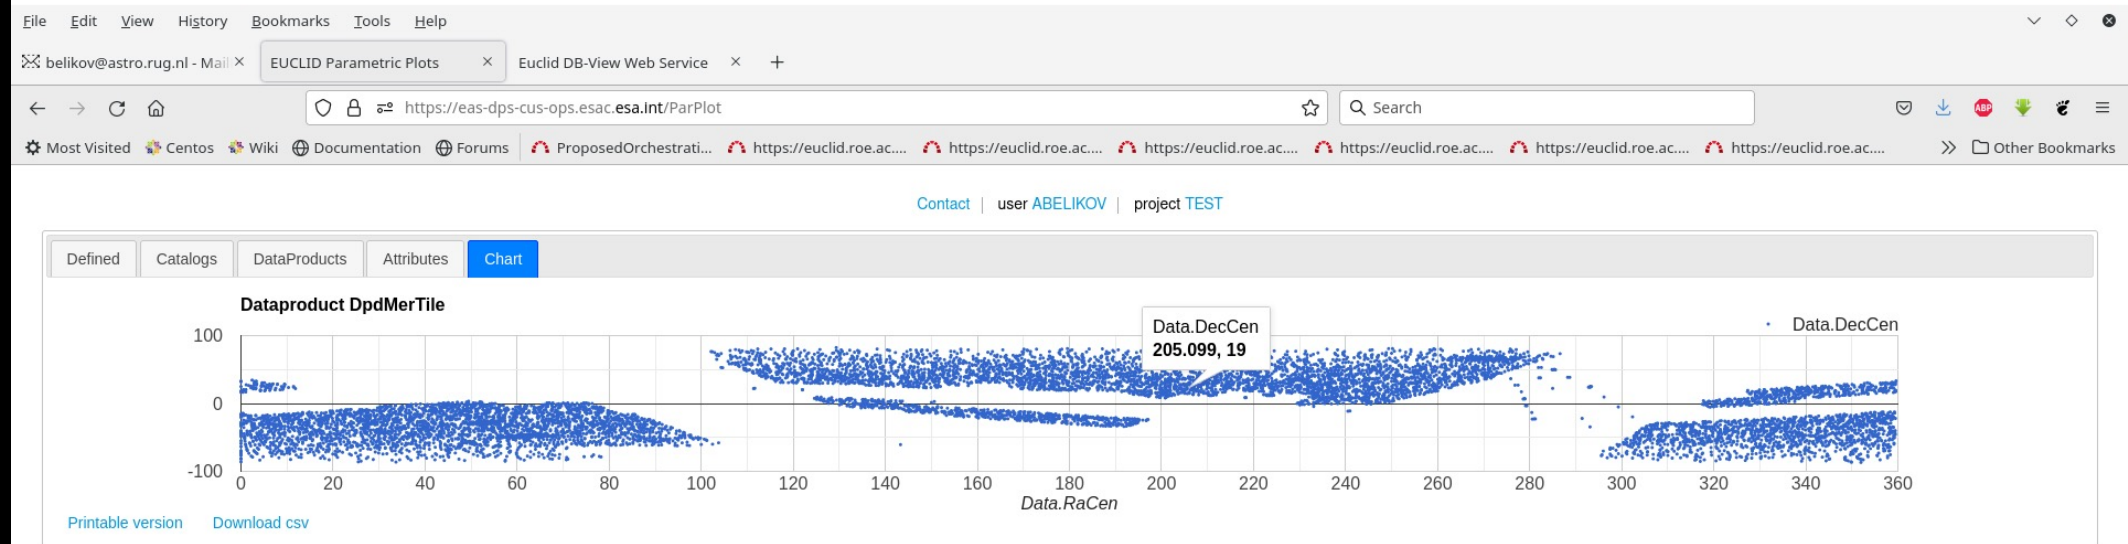 File Edit View History Bookmarks Tools Help
belikov@astro.rug.nl - Mail EUCLID Parametric Plots Euclid DB-View Web Service
https://eas-dps-cus-ops.esac.esa.int/ParPlot Search ABP
Most Visited Centos Wiki Documentation Forums ProposedOrchestrati... https://euclid.roe.ac.... https://euclid.roe.ac.... https://euclid.roe.ac.... https://euclid.roe.ac.... https://euclid.roe.ac.... https://euclid.roe.ac.... Other Bookmarks
Contact | user ABELIKOV | project TEST
Defined Catalogs DataProducts Attributes Chart
Dataproduct DpdMerTile
Data.DecCen
Data.DecCen
205.099, 19
100
0
-100
0 20 40 60 80 100 120 140 160 180 200 220 240 260 280 300 320 340 360
Data.RaCen
Printable version Download csv